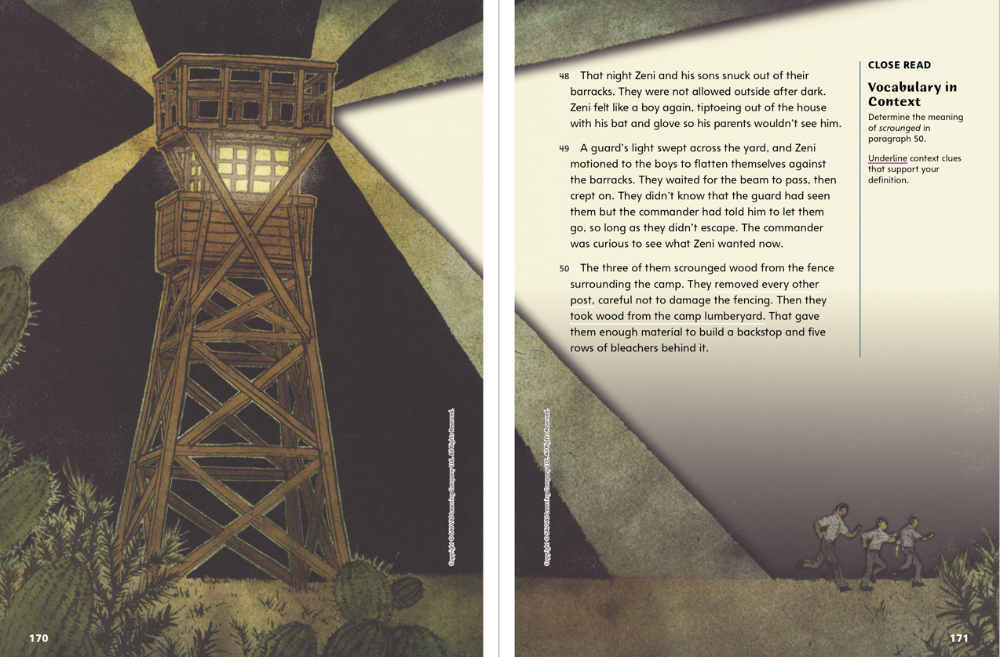 Copyright © SAVVAS Learning Company LLC. All Rights Reserved.
170
48 That night Zeni and his sons snuck out of their
barracks. They were not allowed outside after dark.
Zeni felt like a boy again, tiptoeing out of the house
with his bat and glove so his parents wouldn't see him.
49 A guard's light swept across the yard, and Zeni
motioned to the boys to flatten themselves against
the barracks. They waited for the beam to pass, then
crept on. They didn't know that the guard had seen
them but the commander had told him to let them
go, so long as they didn't escape. The commander
was curious to see what Zeni wanted now.
50 The three of them scrounged wood from the fence
surrounding the camp. They removed every other
post, careful not to damage the fencing. Then they
took wood from the camp lumberyard. That gave
them enough material to build a backstop and five
rows of bleachers behind it.
CLOSE READ
Vocabulary in
Context
Determine the meaning
of scrounged in
paragraph 50.
Underline context clues
that support your
definition.
Copyright © SAVVAS Learning Company LLC. All Rights Reserved.
171